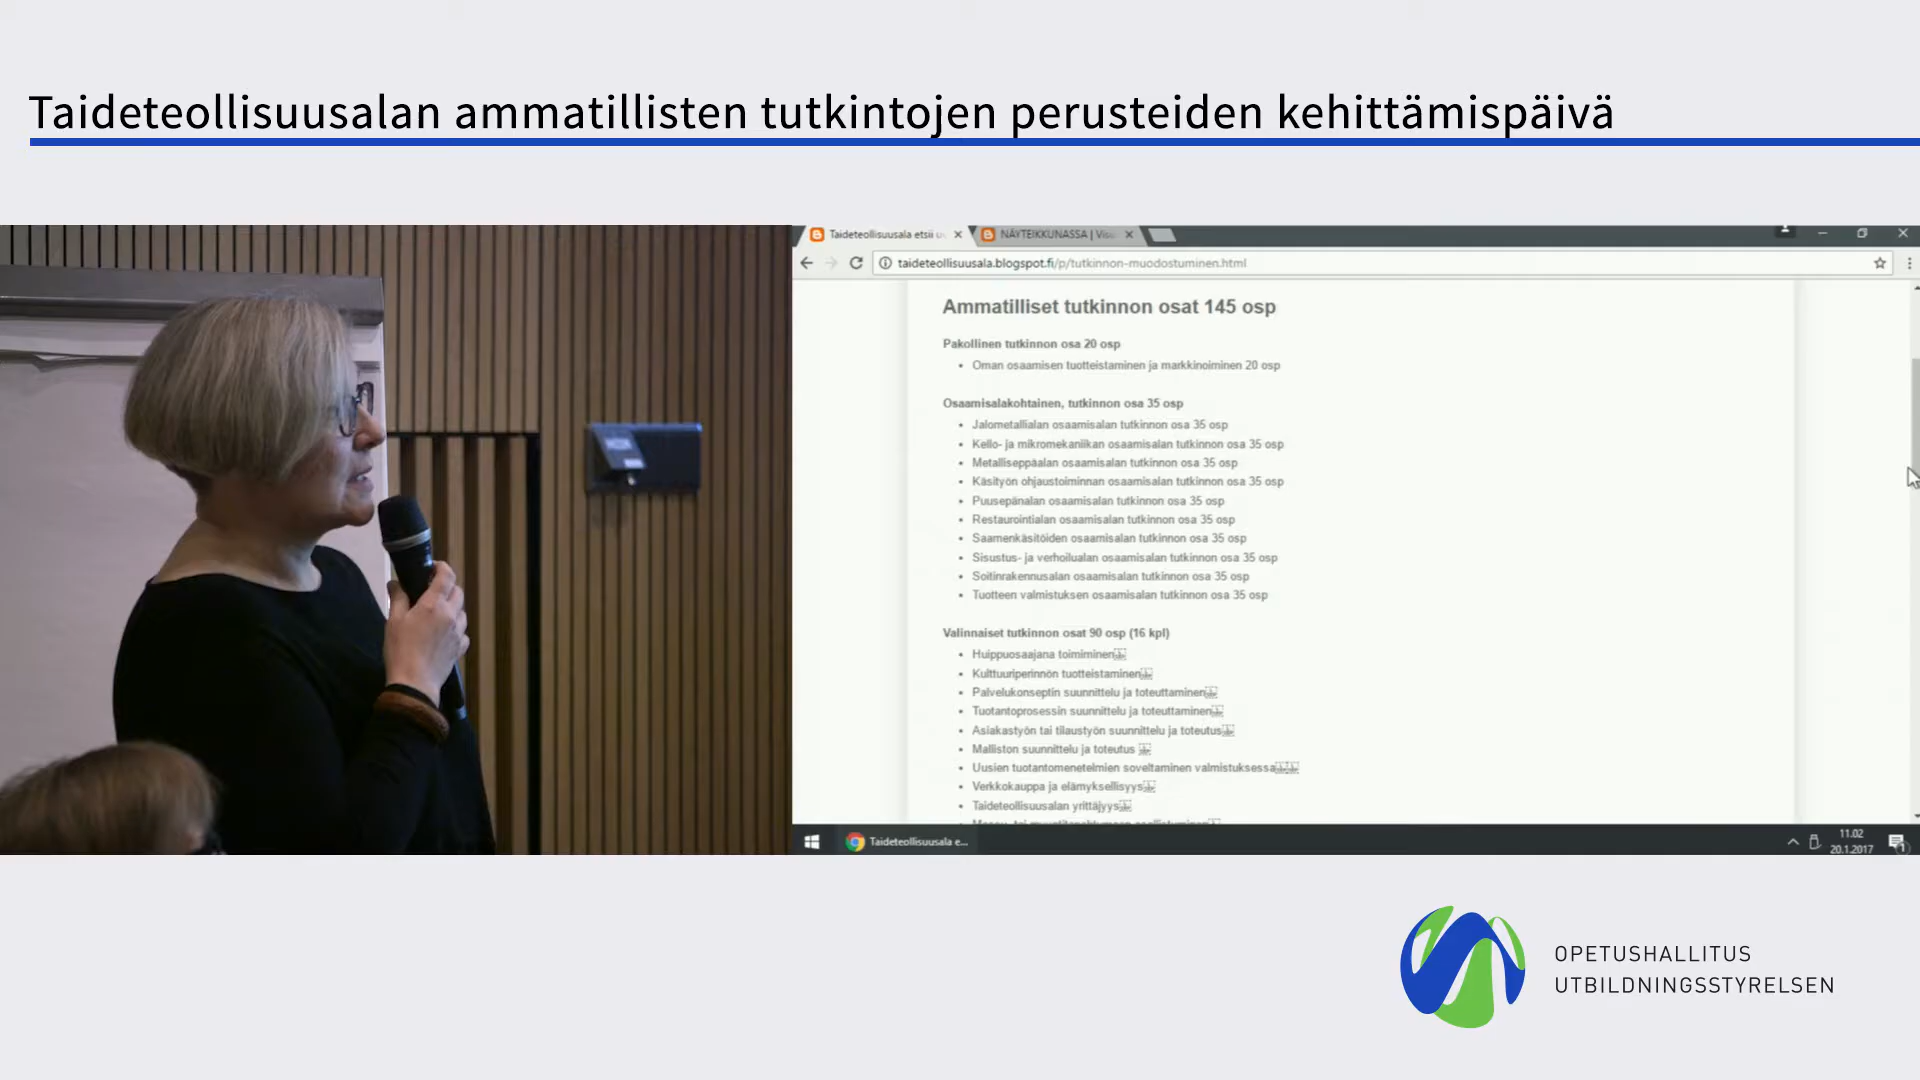 Taideteollisuusalan ammatillisten tutkintojen perusteiden kehittämispäivä
Taideteollisuusala etsii
NÄYTEIKKUNASSA | Visu
taideteollisuusala.blogspot.fi/p/tutkinnon-muodostuminen.html
Ammatilliset tutkinnon osat 145 osp
Pakollinen tutkinnon osa 20 osp
• Oman osaamisen tuotteistaminen ja markkinoiminen 20 osp
Osaamisalakohtainen, tutkinnon osa 35 osp
• Jalometallialan osaamisalan tutkinnon osa 35 osp
• Kello- ja mikromekaniikan osaamisalan tutkinnon osa 35 osp
• Metalliseppäalan osaamisalan tutkinnon osa 35 osp
• Käsityön ohjaustoiminnan osaamisalan tutkinnon osa 35 osp
• Puusepänalan osaamisalan tutkinnon osa 35 osp
• Restaurointialan osaamisalan tutkinnon osa 35 osp
• Saamenkäsitöiden osaamisalan tutkinnon osa 35 osp
• Sisustus- ja verhoilualan osaamisalan tutkinnon osa 35 osp
• Soitinrakennusalan osaamisalan tutkinnon osa 35 osp
• Tuotteen valmistuksen osaamisalan tutkinnon osa 35 osp
Valinnaiset tutkinnon osat 90 osp (16 kpl)
• Huippuosaajana toimiminen
• Kulttuuriperinnön tuotteistaminen
• Palvelukonseptin suunnittelu ja toteuttaminen
• Tuotantoprosessin suunnittelu ja toteuttaminen
• Asiakastyön tai tilaustyön suunnittelu ja toteutus
• Malliston suunnittelu ja toteutus
• Uusien tuotantomenetelmien soveltaminen valmistuksessa
• Verkkokauppa ja elämyksellisyys
• Taideteollisuusalan yrittäjyys
Taideteollisuusala e...
11.02
20.1.2017
1
OPETUSHALLITUS
UTBILDNINGSSTYRELSEN